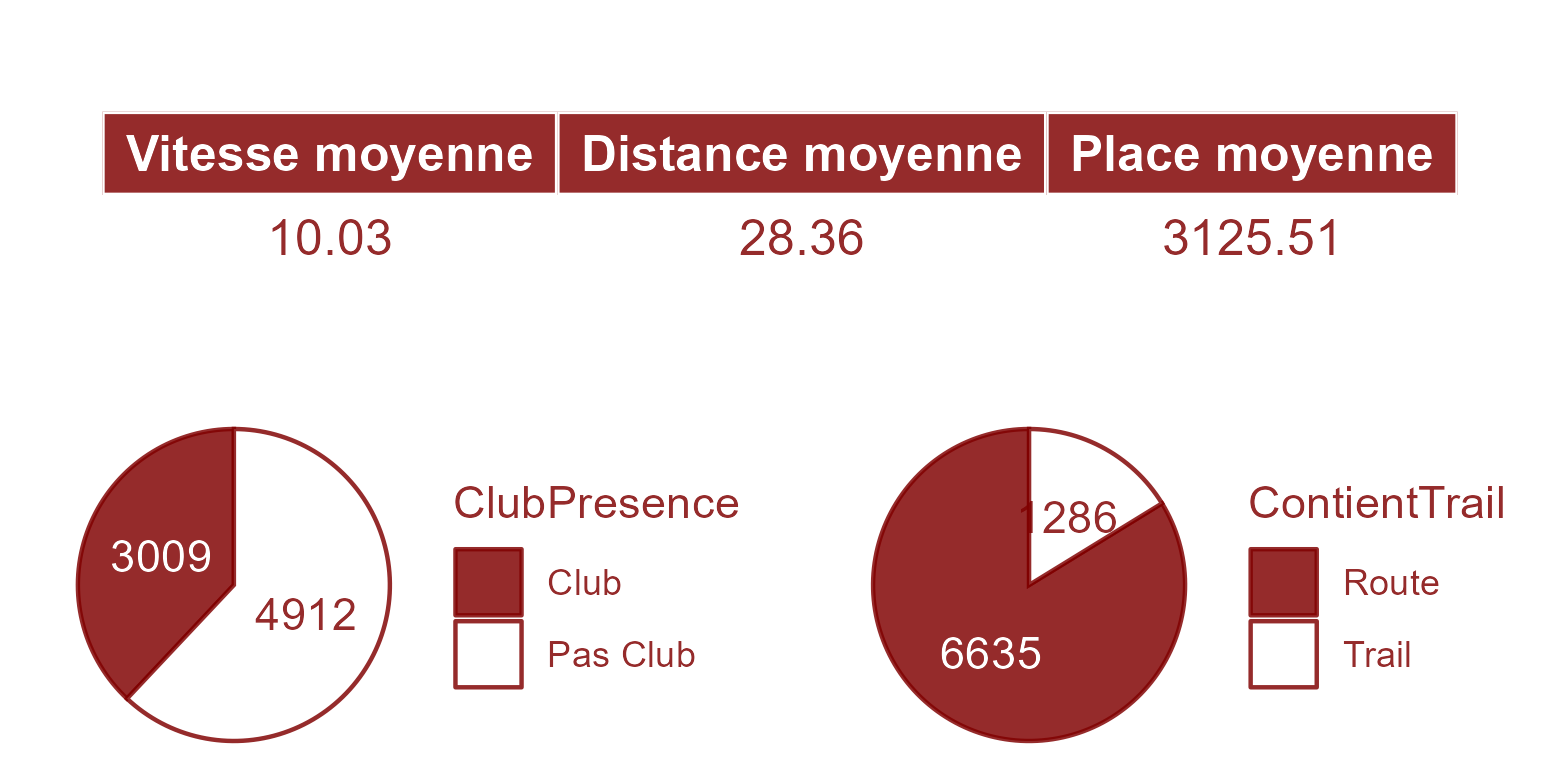 Vitesse moyenne Distance moyenne Place moyenne
10.03 28.36 3125.51
3009
4912
ClubPresence
Club
Pas Club
1286
6635
ContientTrail
Route
Trail